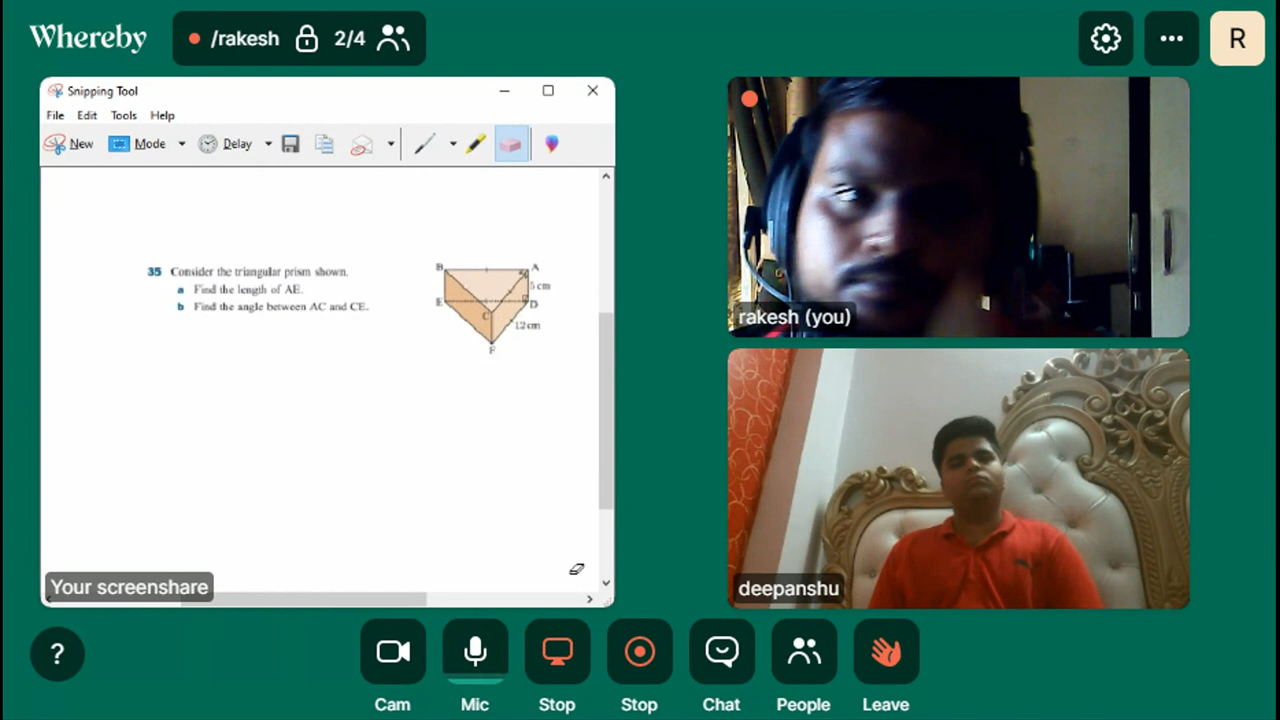 Whereby
/rakesh
2/4
R
Snipping Tool
File Edit Tools Help
New Mode Delay
35 Consider the triangular prism shown.
a Find the length of AE.
b Find the angle between AC and CE.
B A
5 cm
E D
C
12 cm
F
Your screenshare
rakesh (you)
deepanshu
?
Cam Mic Stop Stop Chat People Leave